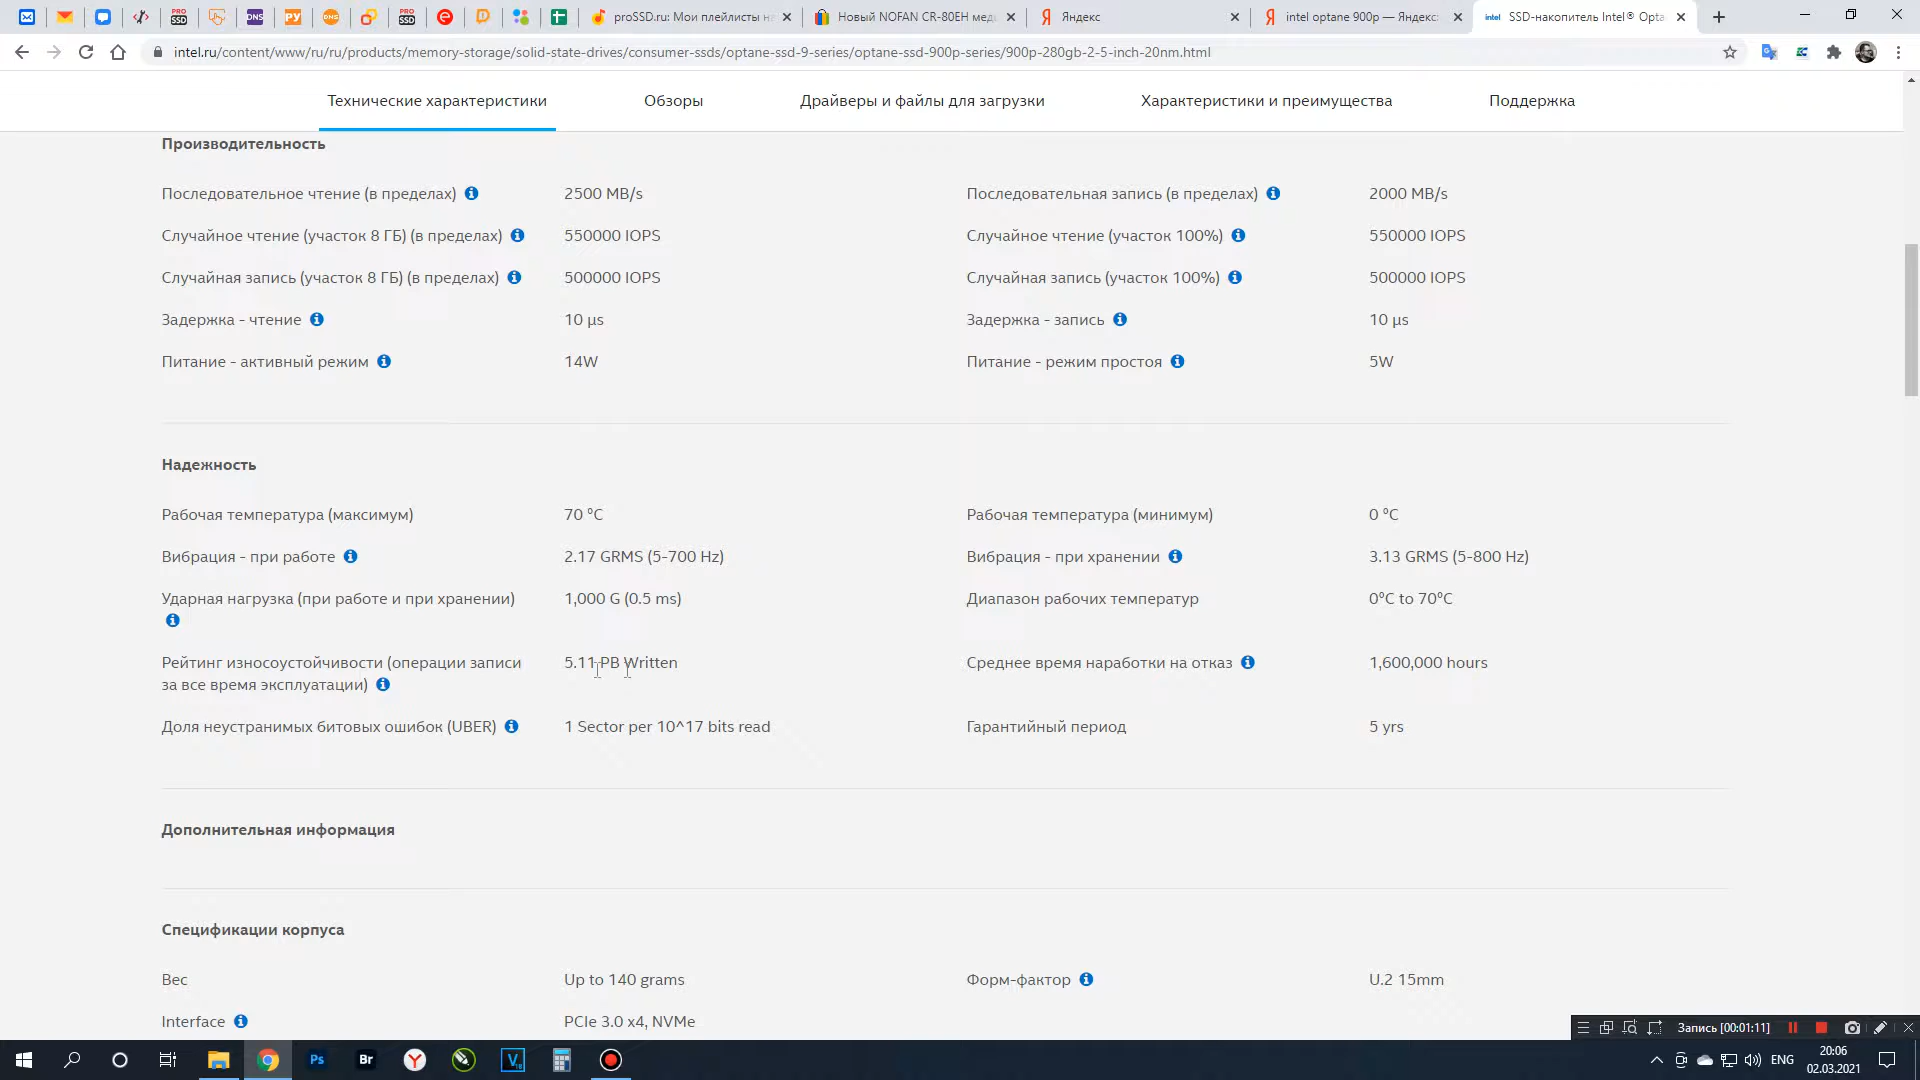 proSSD.ru: Мои плейлисты н
Новый NOFAN CR-80EH мед
Яндекс
intel optane 900p — Яндекс:
SSD-накопитель Intel® Opta
intel.ru/content/www/ru/ru/products/memory-storage/solid-state-drives/consumer-ssds/optane-ssd-9-series/optane-ssd-900p-series/900p-280gb-2-5-inch-20nm.html
Технические характеристики
Обзоры
Драйверы и файлы для загрузки
Характеристики и преимущества
Поддержка
Производительность
Последовательное чтение (в пределах) 2500 MB/s Последовательная запись (в пределах) 2000 MB/s
Случайное чтение (участок 8 ГБ) (в пределах) 550000 IOPS Случайное чтение (участок 100%) 550000 IOPS
Случайная запись (участок 8 ГБ) (в пределах) 500000 IOPS Случайная запись (участок 100%) 500000 IOPS
Задержка - чтение 10 µs Задержка - запись 10 µs
Питание - активный режим 14W Питание - режим простоя 5W
Надежность
Рабочая температура (максимум) 70 °C Рабочая температура (минимум) 0 °C
Вибрация - при работе 2.17 GRMS (5-700 Hz) Вибрация - при хранении 3.13 GRMS (5-800 Hz)
Ударная нагрузка (при работе и при хранении) 1,000 G (0.5 ms) Диапазон рабочих температур 0°C to 70°C
Рейтинг износоустойчивости (операции записи 5.11 PB Written Среднее время наработки на отказ 1,600,000 hours
за все время эксплуатации)
Доля неустранимых битовых ошибок (UBER) 1 Sector per 10^17 bits read Гарантийный период 5 yrs
Дополнительная информация
Спецификации корпуса
Вес Up to 140 grams Форм-фактор U.2 15mm
Interface PCIe 3.0 x4, NVMe
Запись [00:01:11]
Ps
Br
ENG
20:06
02.03.2021